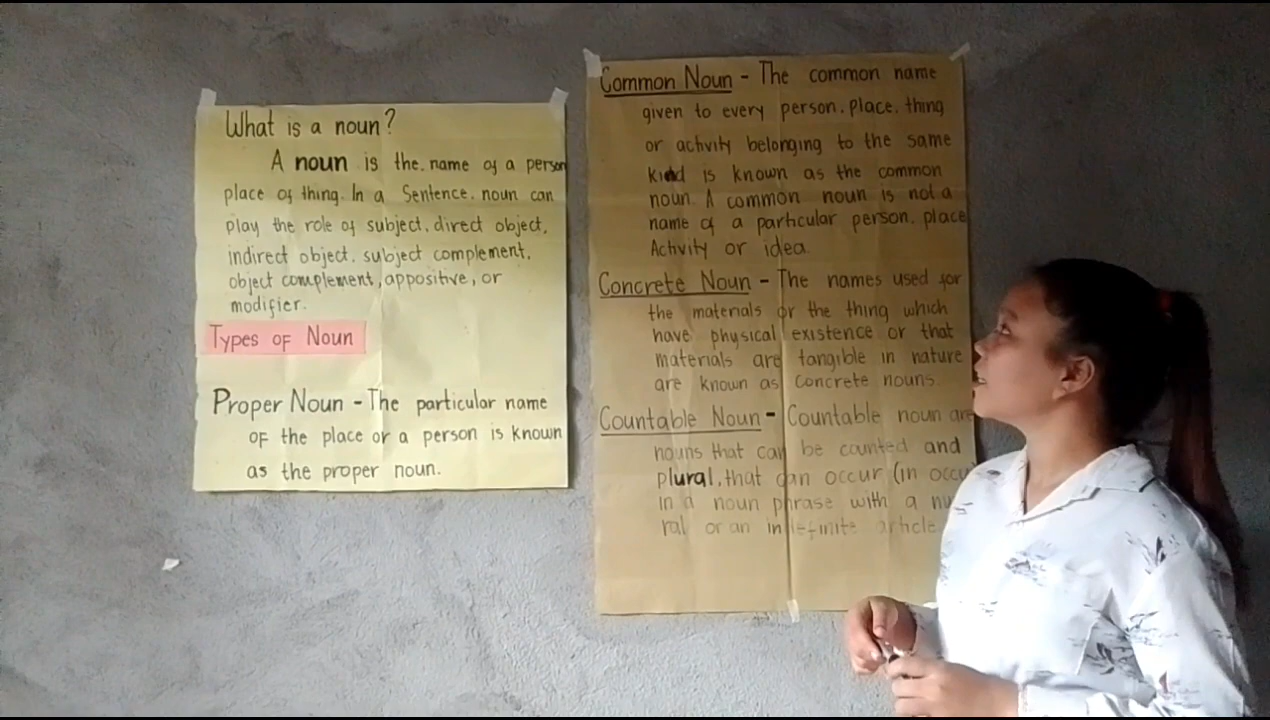 What is a noun?
A noun is the. name of a person
place of thing. In a Sentence. noun can
play the role of subject. direct object,
indirect object. subject complement.
object complement, appositive, or
modifier.
Types of Noun
Proper Noun - The particular name
of the place or a person is known
as the proper noun.
Common Noun - The common name
given to every person. place. thing
or activity belonging to the same
kind is known as the common
noun. A common noun is not a
name of a particular person. place
Activity or idea.
Concrete Noun - The names used for
the materials or the thing which
have physical existence or that
materials are tangible in nature
are known as concrete nouns.
Countable Noun - Countable noun are
nouns that can be counted and
plural. that can occur (in
in a noun phrase with a
ral or an indefinite article